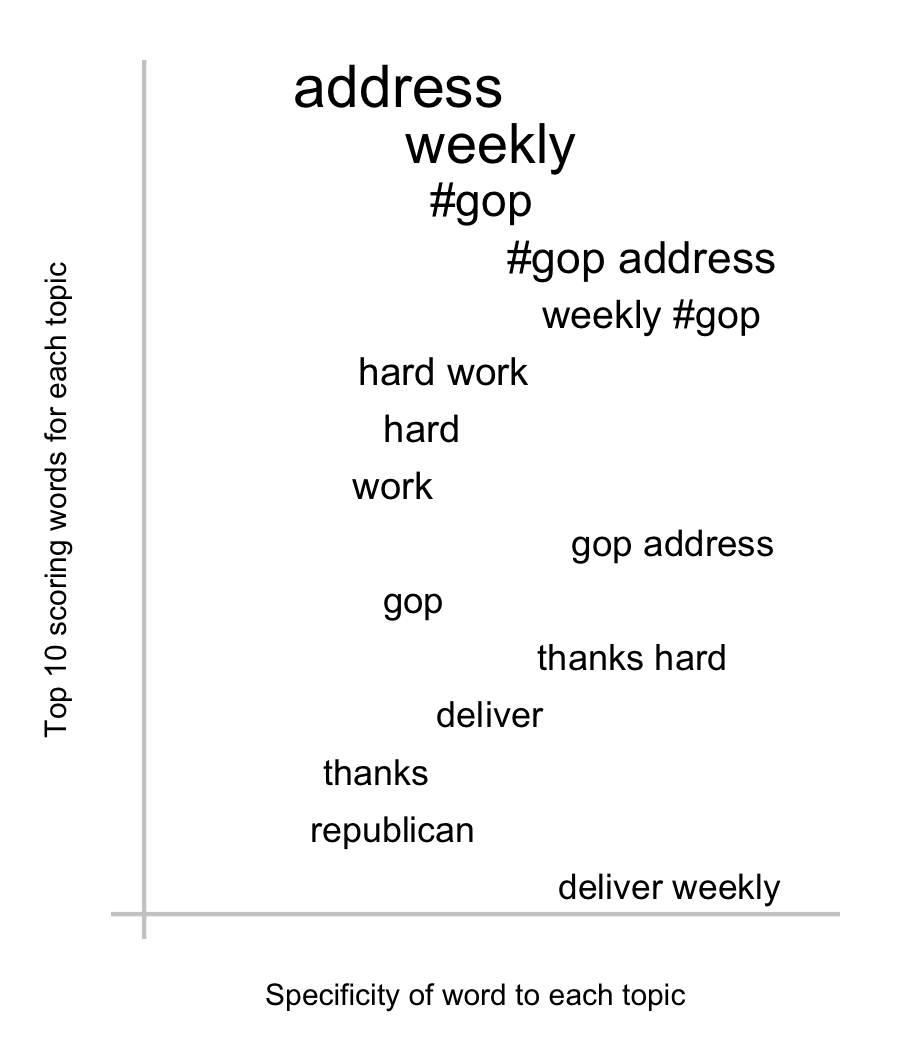 address
weekly
#gop
#gop address
weekly #gop
hard work
hard
work
gop address
gop
thanks hard
deliver
thanks
republican
deliver weekly
Top 10 scoring words for each topic
Specificity of word to each topic